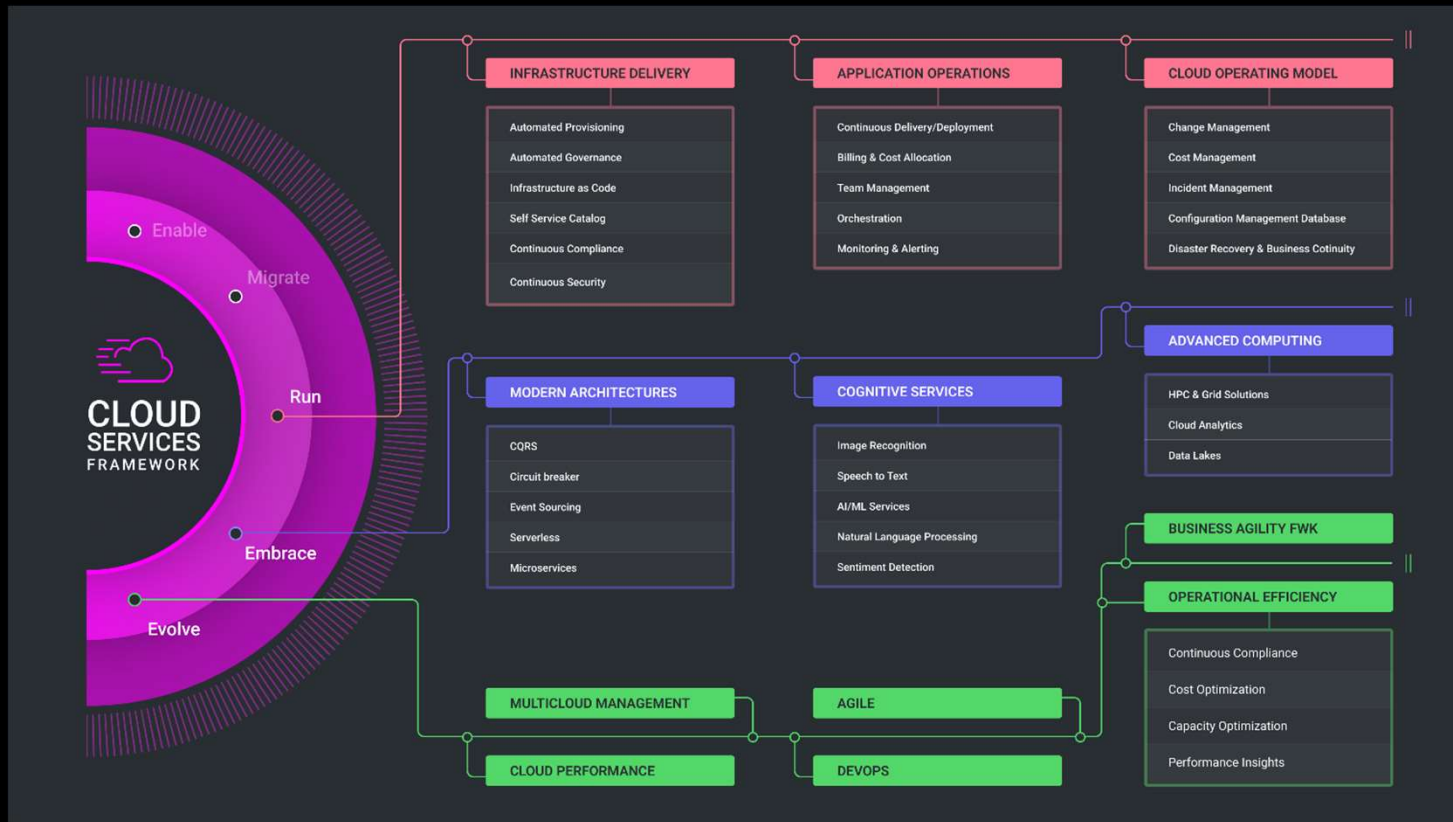 CLOUD
SERVICES
FRAMEWORK
Enable
Migrate
Run
Embrace
Evolve
INFRASTRUCTURE DELIVERY
Automated Provisioning
Automated Governance
Infrastructure as Code
Self Service Catalog
Continuous Compliance
Continuous Security
APPLICATION OPERATIONS
Continuous Delivery/Deployment
Billing & Cost Allocation
Team Management
Orchestration
Monitoring & Alerting
CLOUD OPERATING MODEL
Change Management
Cost Management
Incident Management
Configuration Management Database
Disaster Recovery & Business Cotinuity
MODERN ARCHITECTURES
CQRS
Circuit breaker
Event Sourcing
Serverless
Microservices
COGNITIVE SERVICES
Image Recognition
Speech to Text
AI/ML Services
Natural Language Processing
Sentiment Detection
ADVANCED COMPUTING
HPC & Grid Solutions
Cloud Analytics
Data Lakes
MULTICLOUD MANAGEMENT
CLOUD PERFORMANCE
AGILE
DEVOPS
BUSINESS AGILITY FWK
OPERATIONAL EFFICIENCY
Continuous Compliance
Cost Optimization
Capacity Optimization
Performance Insights